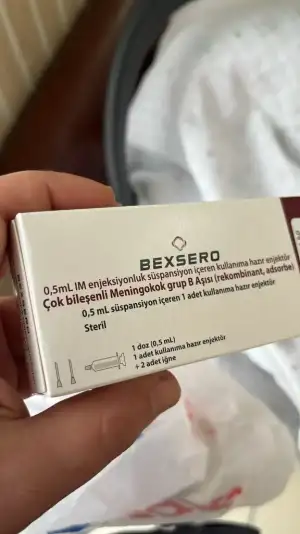 BEXSERO
0,5mL IM enjeksiyonluk süspansiyon içeren kullanıma hazır enjektör
Çok bileşenli Meningokok grup B Aşısı (rekombinant, adsorbe)
0,5 mL süspansiyon içeren 1 adet kullanıma hazır enjektör
Steril
1 doz (0,5 mL)
1 adet kullanıma hazır enjektör
+ 2 adet iğne